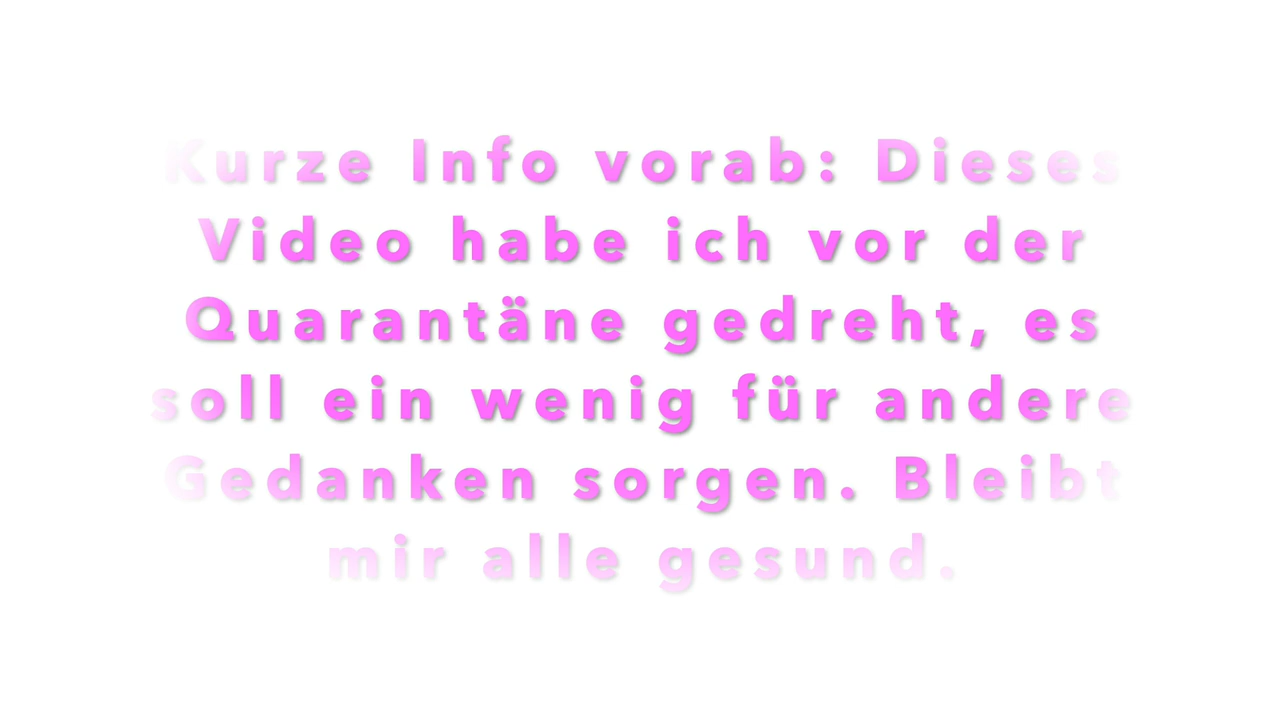 Kurze Info vorab: Dieses
Video habe ich vor der
Quarantäne gedreht, es
soll ein wenig für andere
Gedanken sorgen. Bleibt
mir alle gesund.